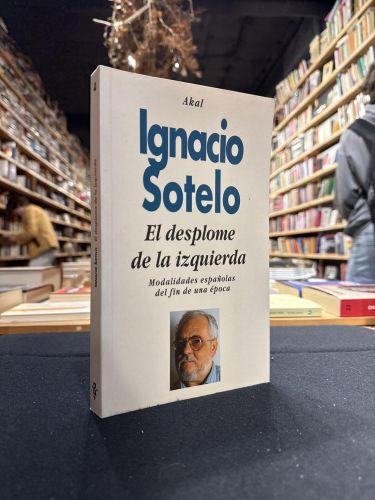 Akal
Ignacio
Sotelo
El desplome
de la izquierda
Modalidades españolas
del fin de una época